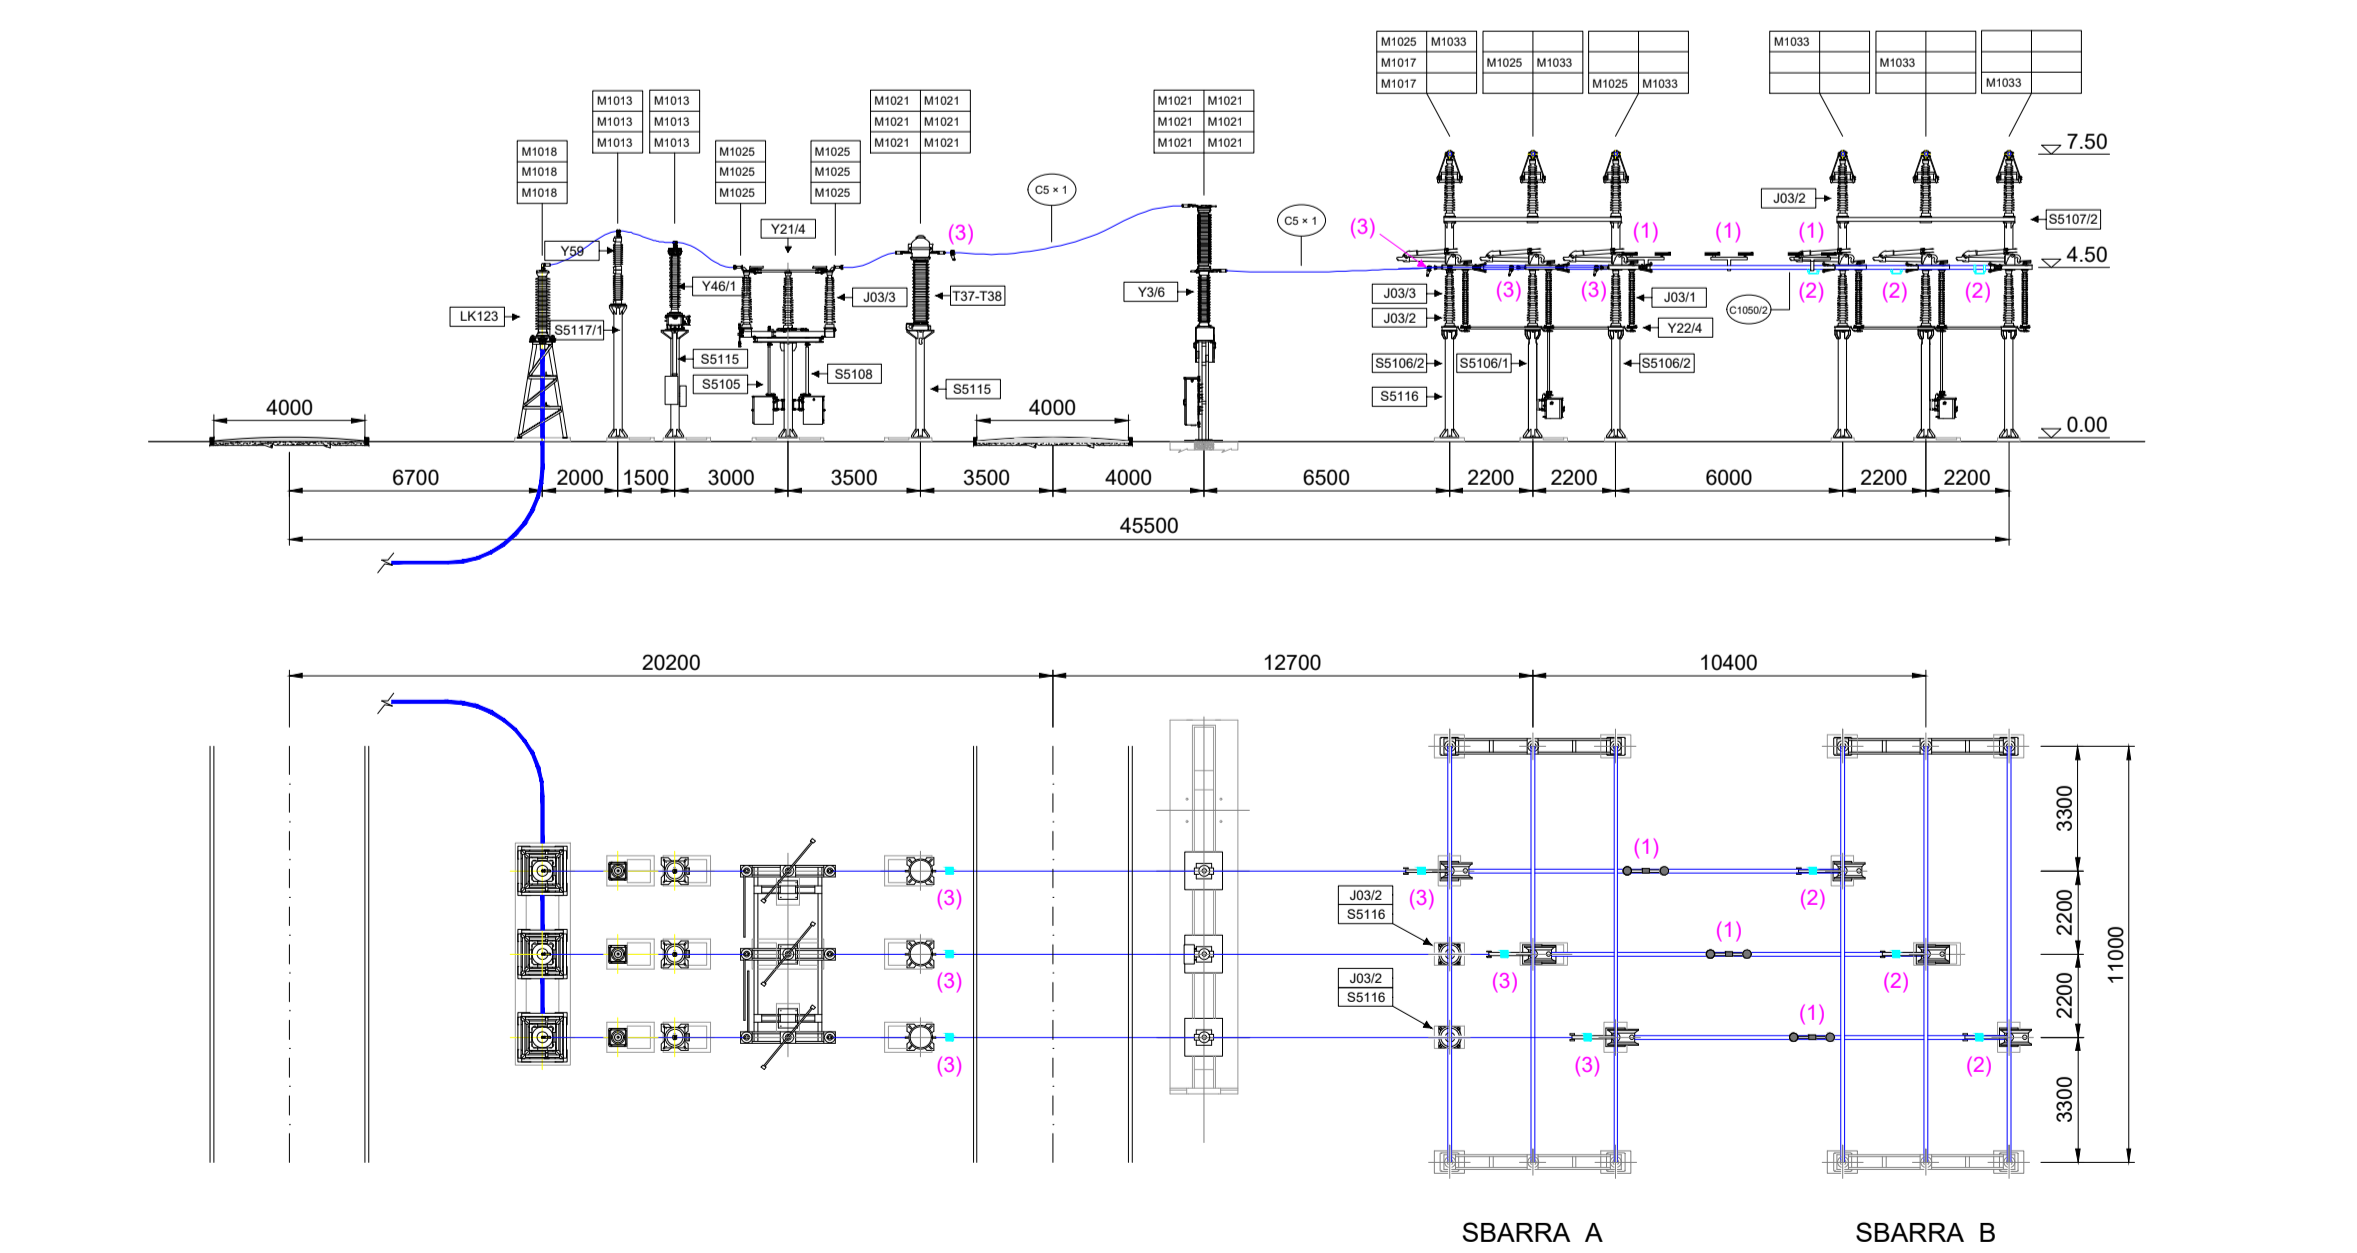 M1025 M1033
M1017
M1017
M1025 M1033
M1025 M1033
M1033
M1033
M1033
M1018
M1018
M1018
M1013
M1013
M1013
M1013
M1013
M1013
M1025
M1025
M1025
M1025
M1025
M1025
M1021 M1021
M1021 M1021
M1021 M1021
M1021 M1021
M1021 M1021
M1021 M1021
7.50
C5 × 1
C5 × 1
J03/2
S5107/2
Y21/4
(3)
(3)
(1)
(1)
(1)
Y59
4.50
Y46/1
J03/3
T37-T38
Y3/6
J03/3
(3)
(3)
J03/1
(2)
(2)
(2)
C1050/2
LK123
S5117/1
J03/2
Y22/4
S5115
S5105
S5108
S5115
S5106/2
S5106/1
S5106/2
S5116
4000
4000
0.00
6700
2000
1500
3000
3500
3500
4000
6500
2200
2200
6000
2200
2200
45500
20200
12700
10400
3300
(1)
(3)
(3)
(2)
J03/2
S5116
2200
(1)
(3)
(3)
(2)
11000
J03/2
S5116
2200
(1)
(3)
(3)
(2)
3300
SBARRA A
SBARRA B